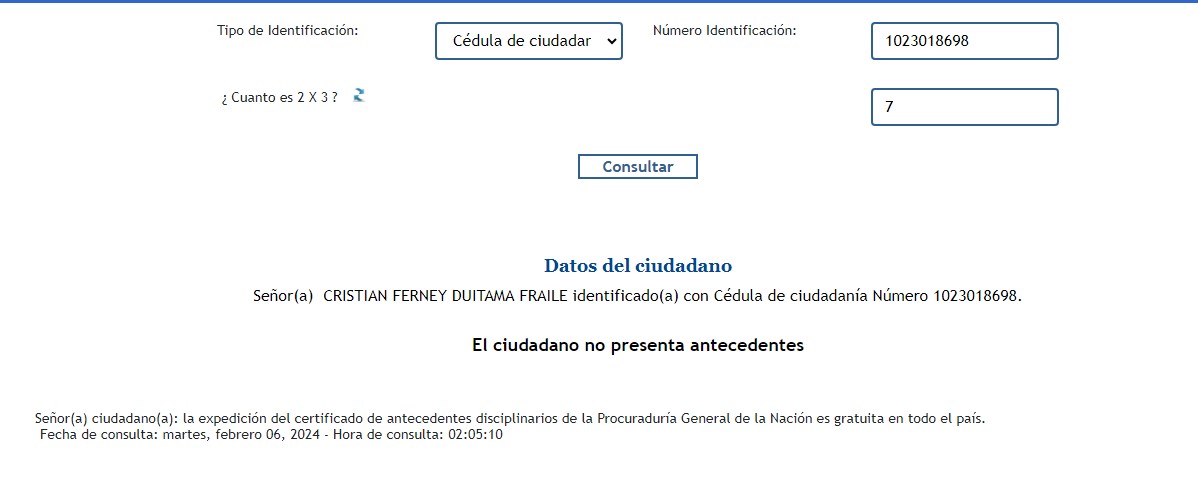 Tipo de Identificación: Cédula de ciudadar Número Identificación: 1023018698
¿ Cuanto es 2 X 3 ? 7
Consultar
Datos del ciudadano
Señor(a) CRISTIAN FERNEY DUITAMA FRAILE identificado(a) con Cédula de ciudadanía Número 1023018698.
El ciudadano no presenta antecedentes
Señor(a) ciudadano(a): la expedición del certificado de antecedentes disciplinarios de la Procuraduría General de la Nación es gratuita en todo el país.
Fecha de consulta: martes, febrero 06, 2024 - Hora de consulta: 02:05:10